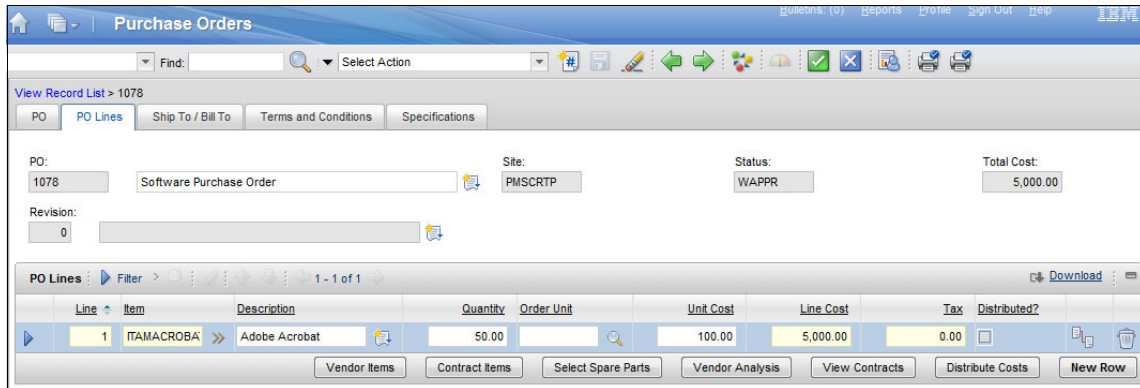 Bulletins: (0) Reports Profile Sign Out Help IBM
Purchase Orders
Find: Select Action
View Record List > 1078
PO PO Lines Ship To / Bill To Terms and Conditions Specifications
PO: Site: Status: Total Cost:
1078 Software Purchase Order PMSCRTP WAPPR 5,000.00
Revision:
0
PO Lines Filter > 1 - 1 of 1 Download
Line Item Description Quantity Order Unit Unit Cost Line Cost Tax Distributed?
1 ITAMACROBA Adobe Acrobat 50.00 100.00 5,000.00 0.00
Vendor Items Contract Items Select Spare Parts Vendor Analysis View Contracts Distribute Costs New Row